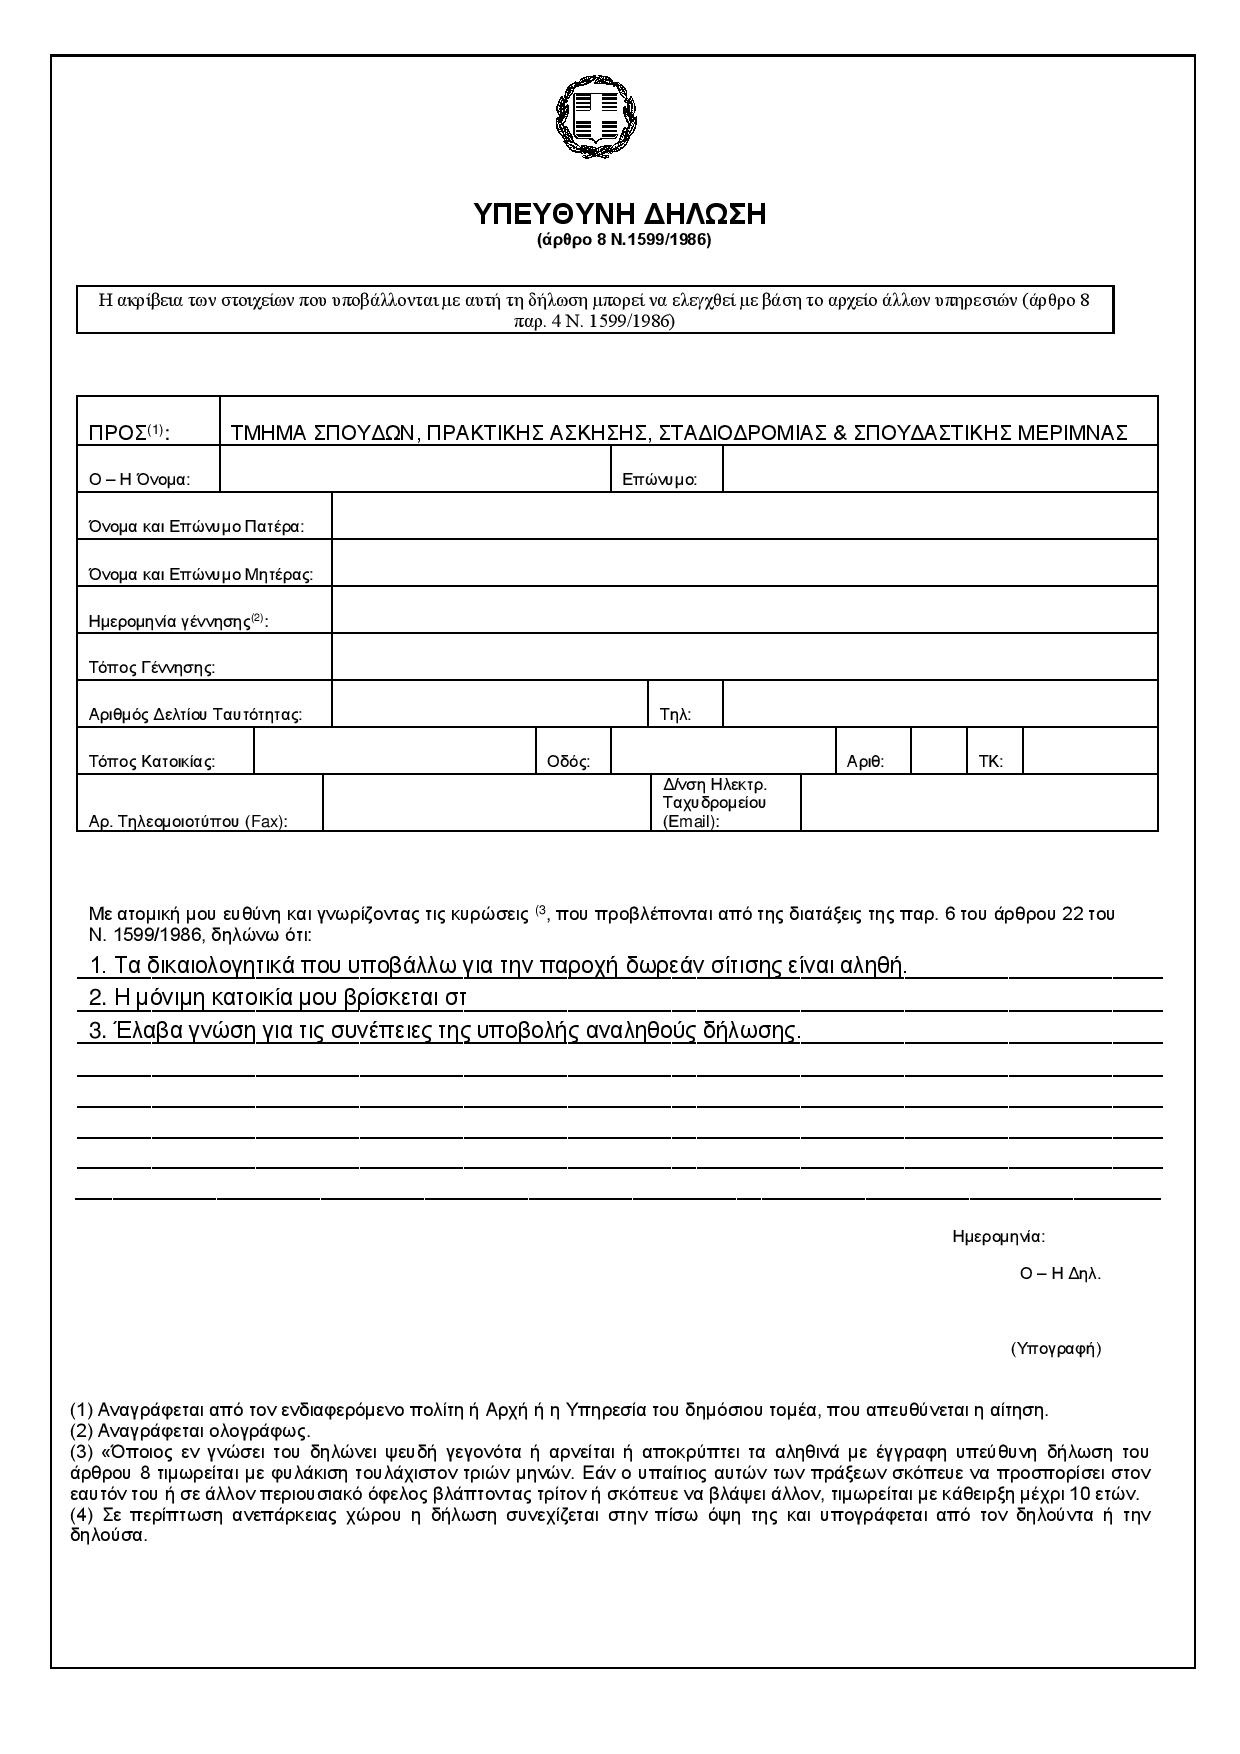 ΥΠΕΥΘΥΝΗ ΔΗΛΩΣΗ
(άρθρο 8 Ν.1599/1986)
Η ακρίβεια των στοιχείων που υποβάλλονται με αυτή τη δήλωση μπορεί να ελεγχθεί με βάση το αρχείο άλλων υπηρεσιών (άρθρο 8
παρ. 4 Ν. 1599/1986)
ΠΡΟΣ(1): ΤΜΗΜΑ ΣΠΟΥΔΩΝ, ΠΡΑΚΤΙΚΗΣ ΑΣΚΗΣΗΣ, ΣΤΑΔΙΟΔΡΟΜΙΑΣ & ΣΠΟΥΔΑΣΤΙΚΗΣ ΜΕΡΙΜΝΑΣ
Ο – Η Όνομα: Επώνυμο:
Όνομα και Επώνυμο Πατέρα:
Όνομα και Επώνυμο Μητέρας:
Ημερομηνία γέννησης(2):
Τόπος Γέννησης:
Αριθμός Δελτίου Ταυτότητας: Τηλ:
Τόπος Κατοικίας: Οδός: Αριθ: ΤΚ:
Αρ. Τηλεομοιοτύπου (Fax): Δ/νση Ηλεκτρ.
Ταχυδρομείου
(Εmail):
Με ατομική μου ευθύνη και γνωρίζοντας τις κυρώσεις (3, που προβλέπονται από της διατάξεις της παρ. 6 του άρθρου 22 του
Ν. 1599/1986, δηλώνω ότι:
1. Τα δικαιολογητικά που υποβάλλω για την παροχή δωρεάν σίτισης είναι αληθή.
2. Η μόνιμη κατοικία μου βρίσκεται στ
3. Έλαβα γνώση για τις συνέπειες της υποβολής αναληθούς δήλωσης.
Ημερομηνία:
Ο – Η Δηλ.
(Υπογραφή)
(1) Αναγράφεται από τον ενδιαφερόμενο πολίτη ή Αρχή ή η Υπηρεσία του δημόσιου τομέα, που απευθύνεται η αίτηση.
(2) Αναγράφεται ολογράφως.
(3) «Όποιος εν γνώσει του δηλώνει ψευδή γεγονότα ή αρνείται ή αποκρύπτει τα αληθινά με έγγραφη υπεύθυνη δήλωση του
άρθρου 8 τιμωρείται με φυλάκιση τουλάχιστον τριών μηνών. Εάν ο υπαίτιος αυτών των πράξεων σκόπευε να προσπορίσει στον
εαυτόν του ή σε άλλον περιουσιακό όφελος βλάπτοντας τρίτον ή σκόπευε να βλάψει άλλον, τιμωρείται με κάθειρξη μέχρι 10 ετών.
(4) Σε περίπτωση ανεπάρκειας χώρου η δήλωση συνεχίζεται στην πίσω όψη της και υπογράφεται από τον δηλούντα ή την
δηλούσα.